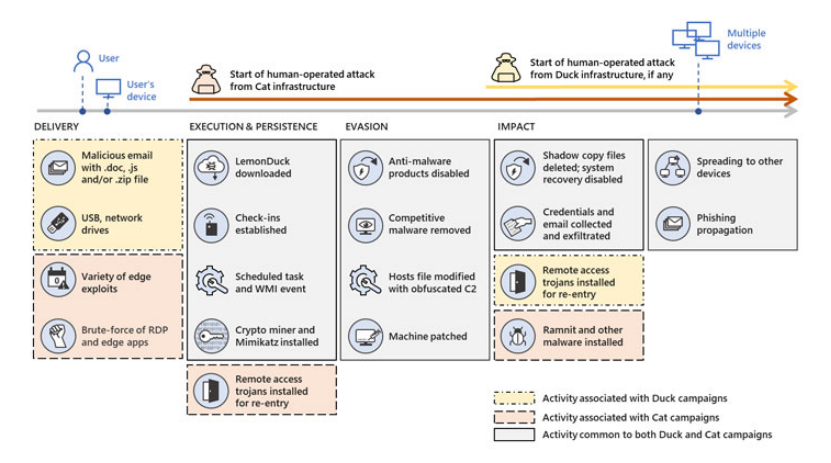 User
User's
device
Start of human-operated attack
from Cat infrastructure
Start of human-operated attack
from Duck infrastructure, if any
Multiple
devices
DELIVERY
EXECUTION & PERSISTENCE
EVASION
IMPACT
Malicious email
with .doc, .js
and/or .zip file
USB, network
drives
Variety of edge
exploits
Brute-force of RDP
and edge apps
LemonDuck
downloaded
Check-ins
established
Scheduled task
and WMI event
Crypto miner and
Mimikatz installed
Remote access
trojans installed
for re-entry
Anti-malware
products disabled
Competitive
malware removed
Hosts file modified
with obfuscated C2
Machine patched
Shadow copy files
deleted; system
recovery disabled
Credentials and
email collected
and exfiltrated
Remote access
trojans installed
for re-entry
Ramnit and other
malware installed
Spreading to other
devices
Phishing
propagation
Activity associated with Duck campaigns
Activity associated with Cat campaigns
Activity common to both Duck and Cat campaigns